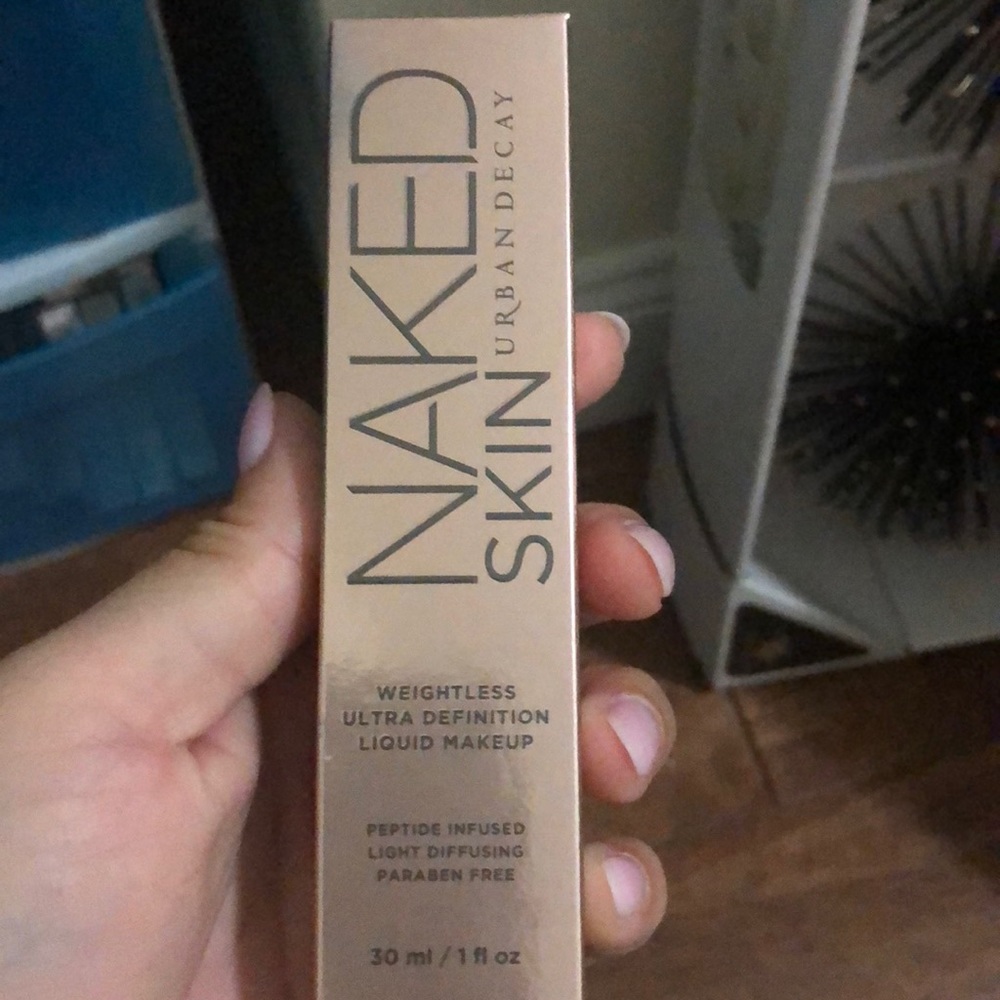 NAKED
SKIN URBAN DECAY
WEIGHTLESS
ULTRA DEFINITION
LIQUID MAKEUP
PEPTIDE INFUSED
LIGHT DIFFUSING
PARABEN FREE
30 ml / 1 fl oz